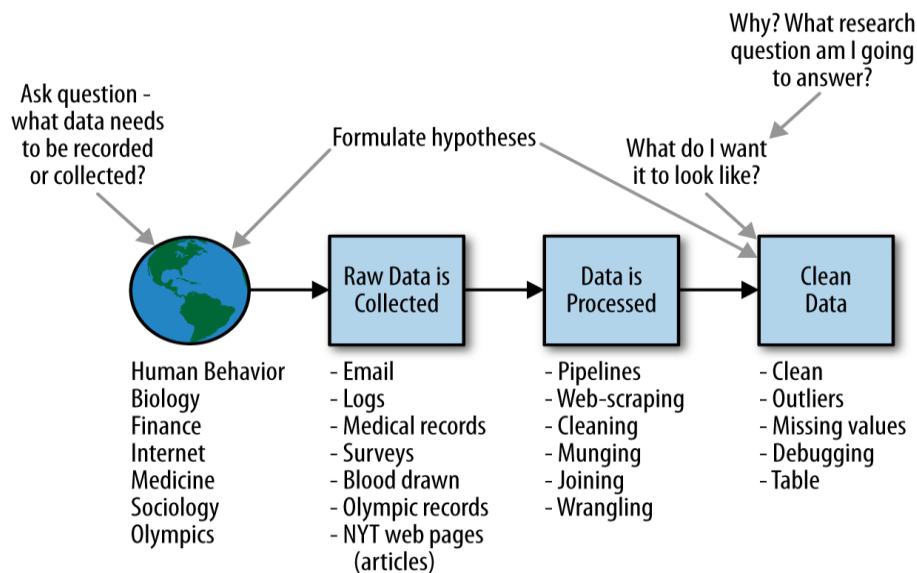 Why? What research
question am I going
to answer?
Ask question -
what data needs
to be recorded
or collected?
Formulate hypotheses
What do I want
it to look like?
Raw Data is
Collected
Data is
Processed
Clean
Data
Human Behavior
Biology
Finance
Internet
Medicine
Sociology
Olympics
- Email
- Logs
- Medical records
- Surveys
- Blood drawn
- Olympic records
- NYT web pages
(articles)
- Pipelines
- Web-scraping
- Cleaning
- Munging
- Joining
- Wrangling
- Clean
- Outliers
- Missing values
- Debugging
- Table